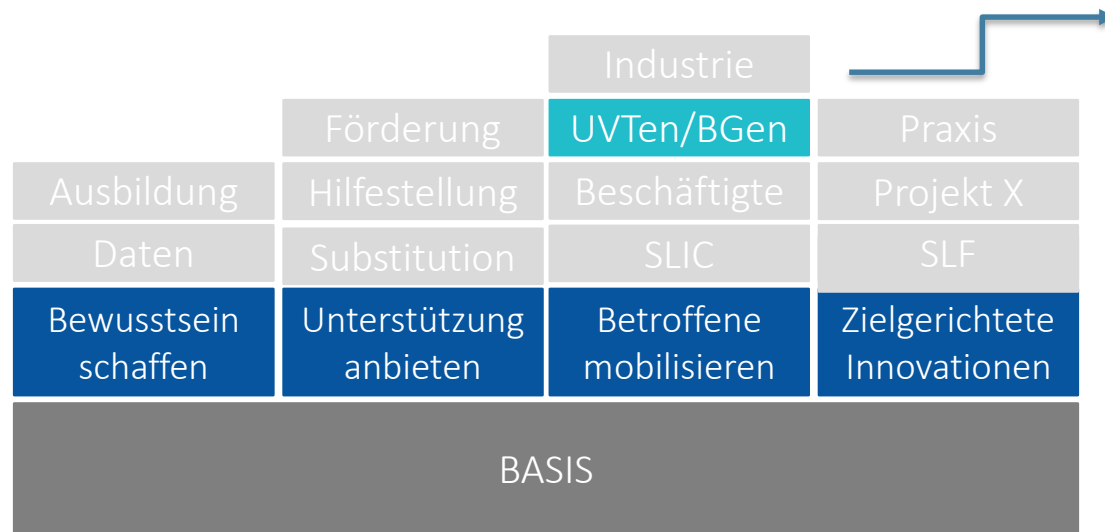 Industrie
Förderung
UVTen/BGen
Praxis
Ausbildung
Hilfestellung
Beschäftigte
Projekt X
Daten
Substitution
SLIC
SLF
Bewusstsein
schaffen
Unterstützung
anbieten
Betroffene
mobilisieren
Zielgerichtete
Innovationen
BASIS